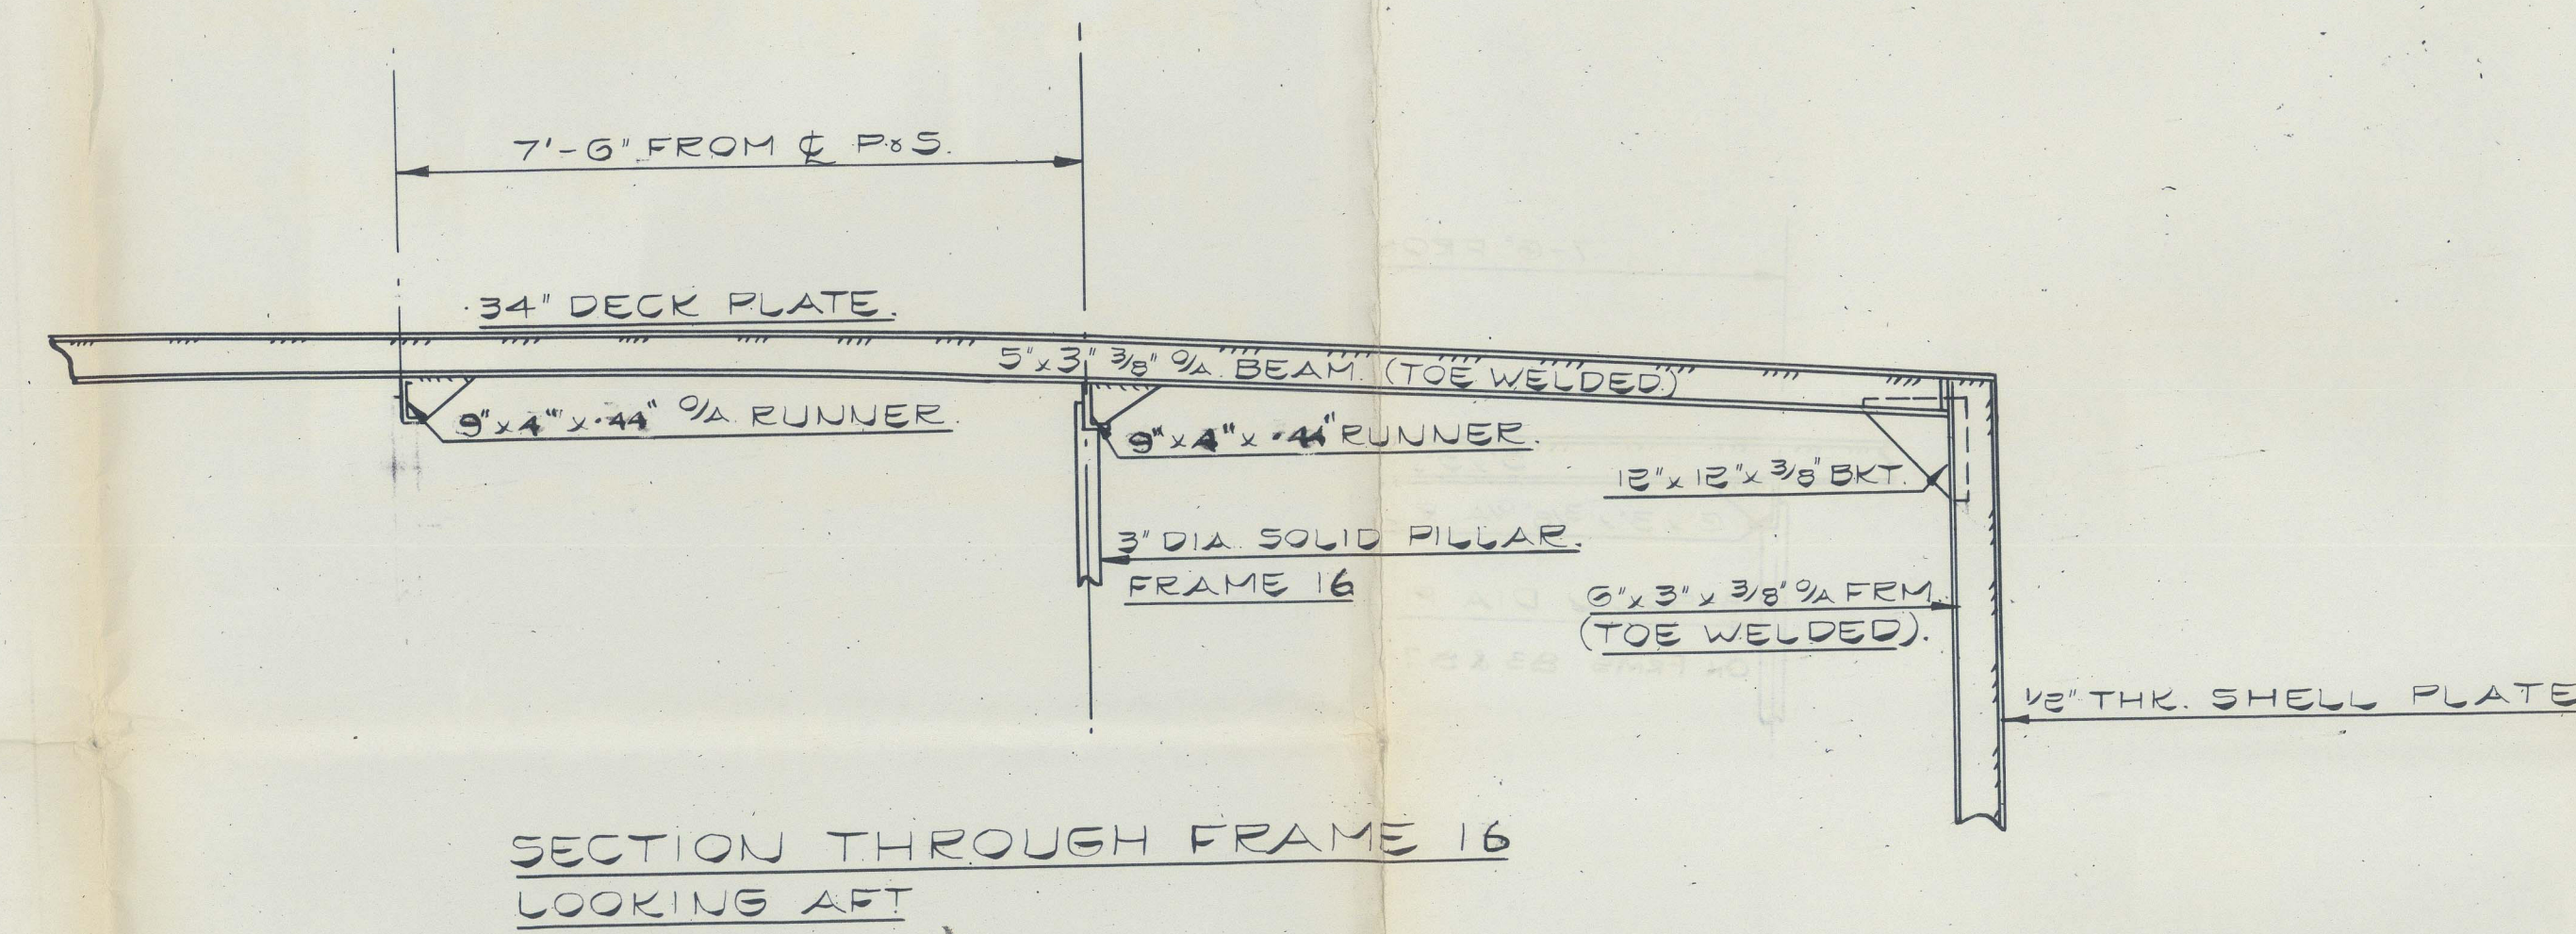 7'-6" FROM ℄ P&S.
.34" DECK PLATE.
5"x3" 3/8" O/A BEAM. (TOE WELDED.)
9"x4"x.44" O/A RUNNER.
9"x4"x.44" RUNNER.
12"x12"x3/8" BKT.
3" DIA. SOLID PILLAR.
FRAME 16
6"x3"x3/8" O/A FRM.
(TOE WELDED).
1/2" THK. SHELL PLATE
SECTION THROUGH FRAME 16
LOOKING AFT